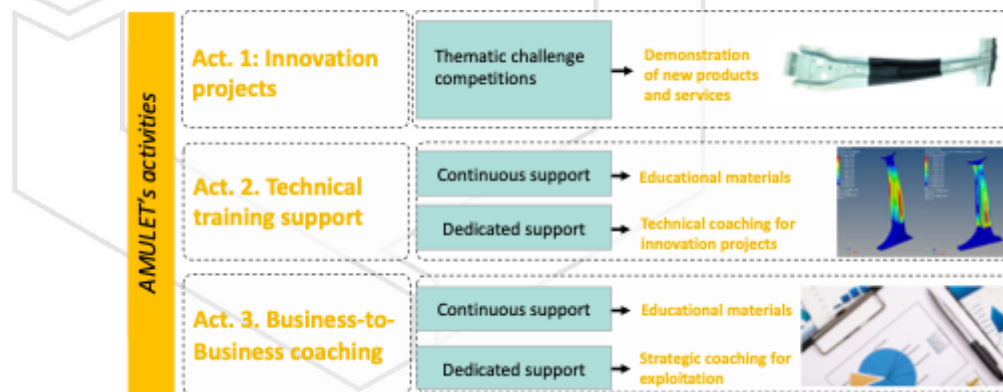 AMULET's activities
Act. 1: Innovation
projects
Thematic challenge
competitions
Demonstration
of new products
and services
Act. 2. Technical
training support
Continuous support
Educational materials
Dedicated support
Technical coaching for
innovation projects
Act. 3. Business-to-
Business coaching
Continuous support
Educational materials
Dedicated support
Strategic coaching for
exploitation